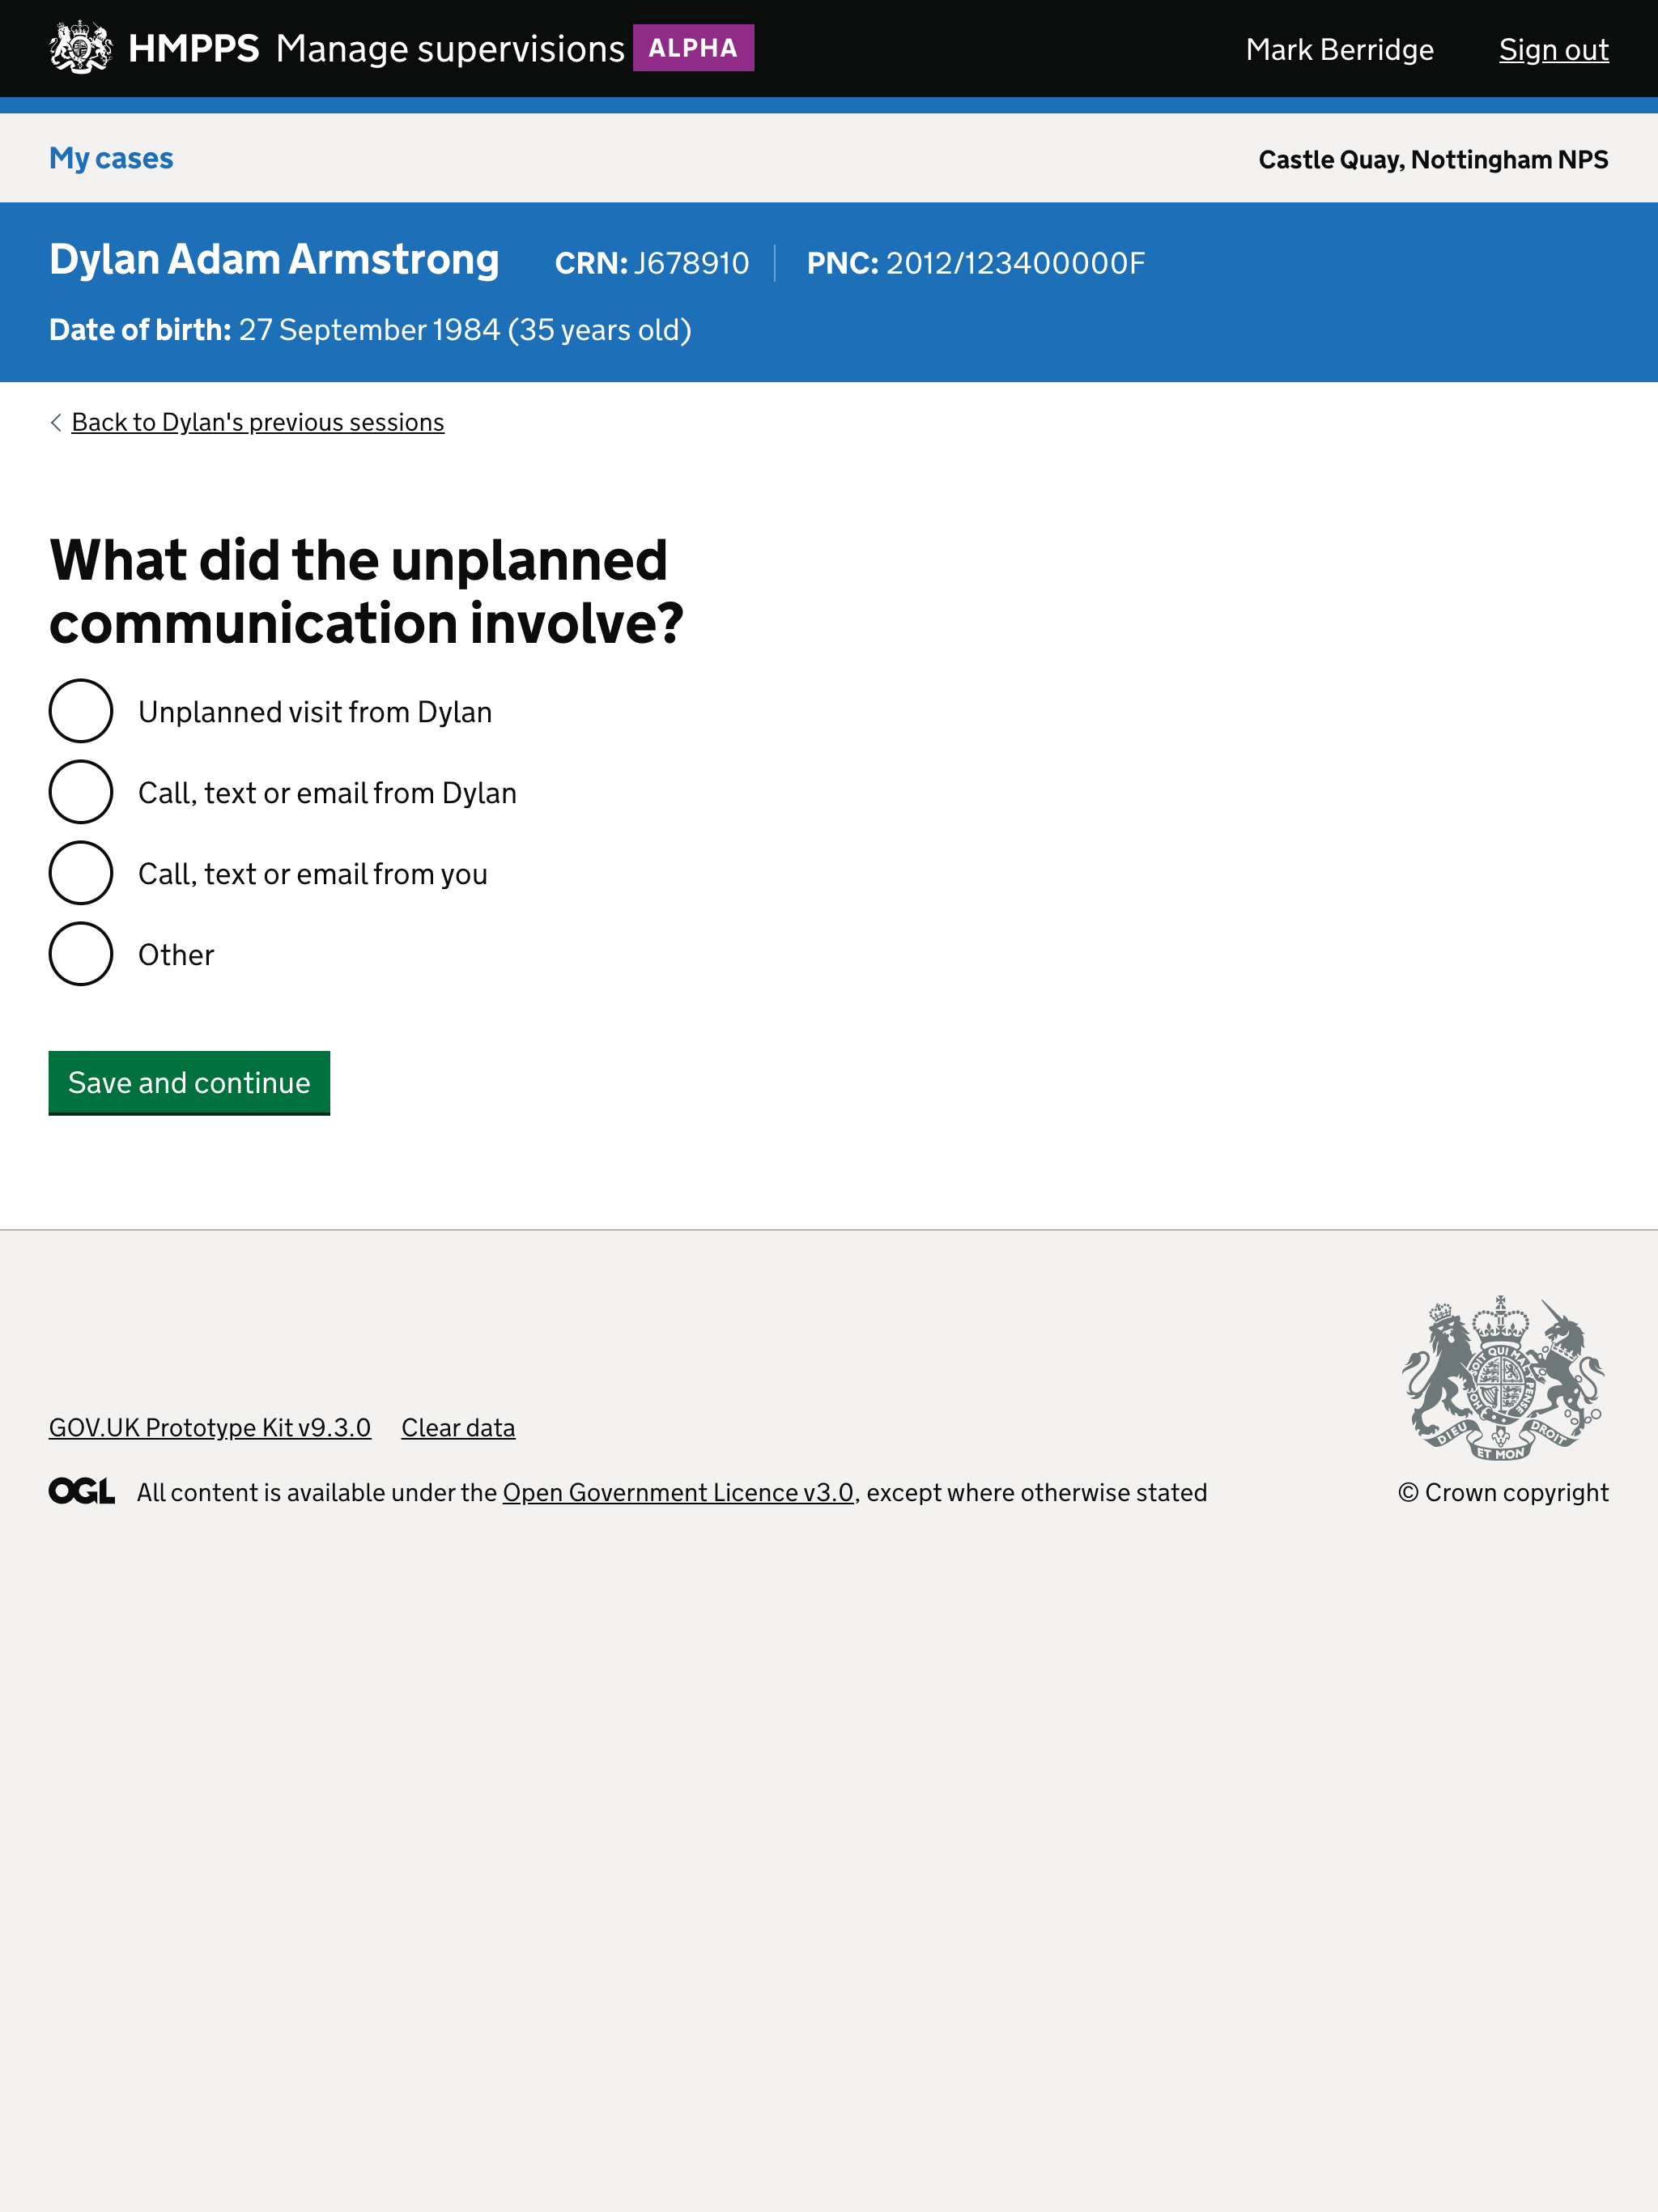 HMPPS Manage supervisions ALPHA
Mark Berridge Sign out
My cases
Castle Quay, Nottingham NPS
Dylan Adam Armstrong CRN: J678910 PNC: 2012/123400000F
Date of birth: 27 September 1984 (35 years old)
Back to Dylan's previous sessions
What did the unplanned
communication involve?
Unplanned visit from Dylan
Call, text or email from Dylan
Call, text or email from you
Other
Save and continue
GOV.UK Prototype Kit v9.3.0 Clear data
OGL All content is available under the Open Government Licence v3.0, except where otherwise stated
SOIT QUI MAL
PENSE
HON
DIEU ET MON DROIT
© Crown copyright